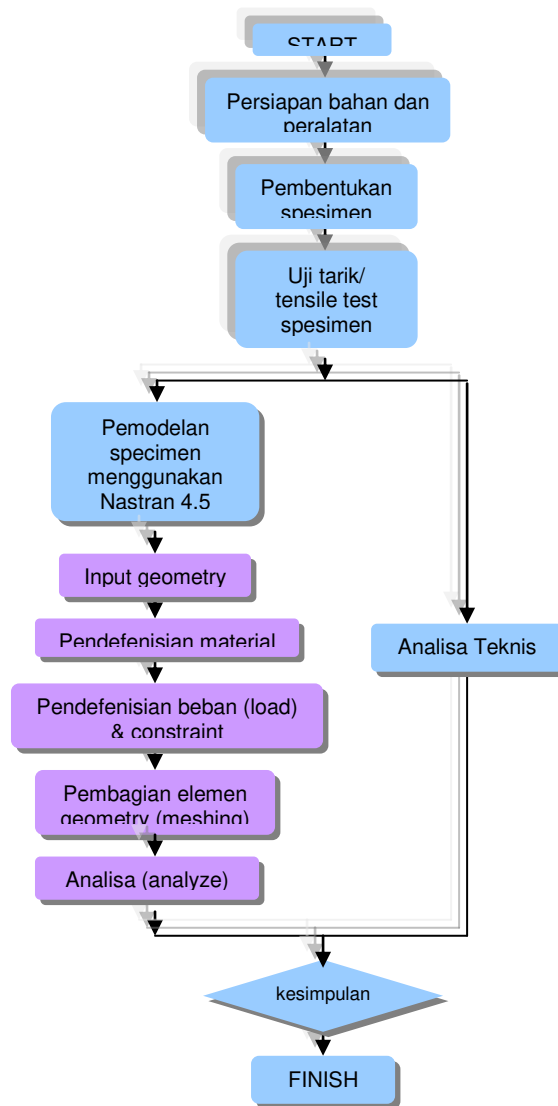 START
Persiapan bahan dan
peralatan
Pembentukan
spesimen
Uji tarik/
tensile test
spesimen
Pemodelan
specimen
menggunakan
Nastran 4.5
Input geometry
Pendefenisian material
Pendefenisian beban (load)
& constraint
Pembagian elemen
geometry (meshing)
Analisa (analyze)
Analisa Teknis
kesimpulan
FINISH